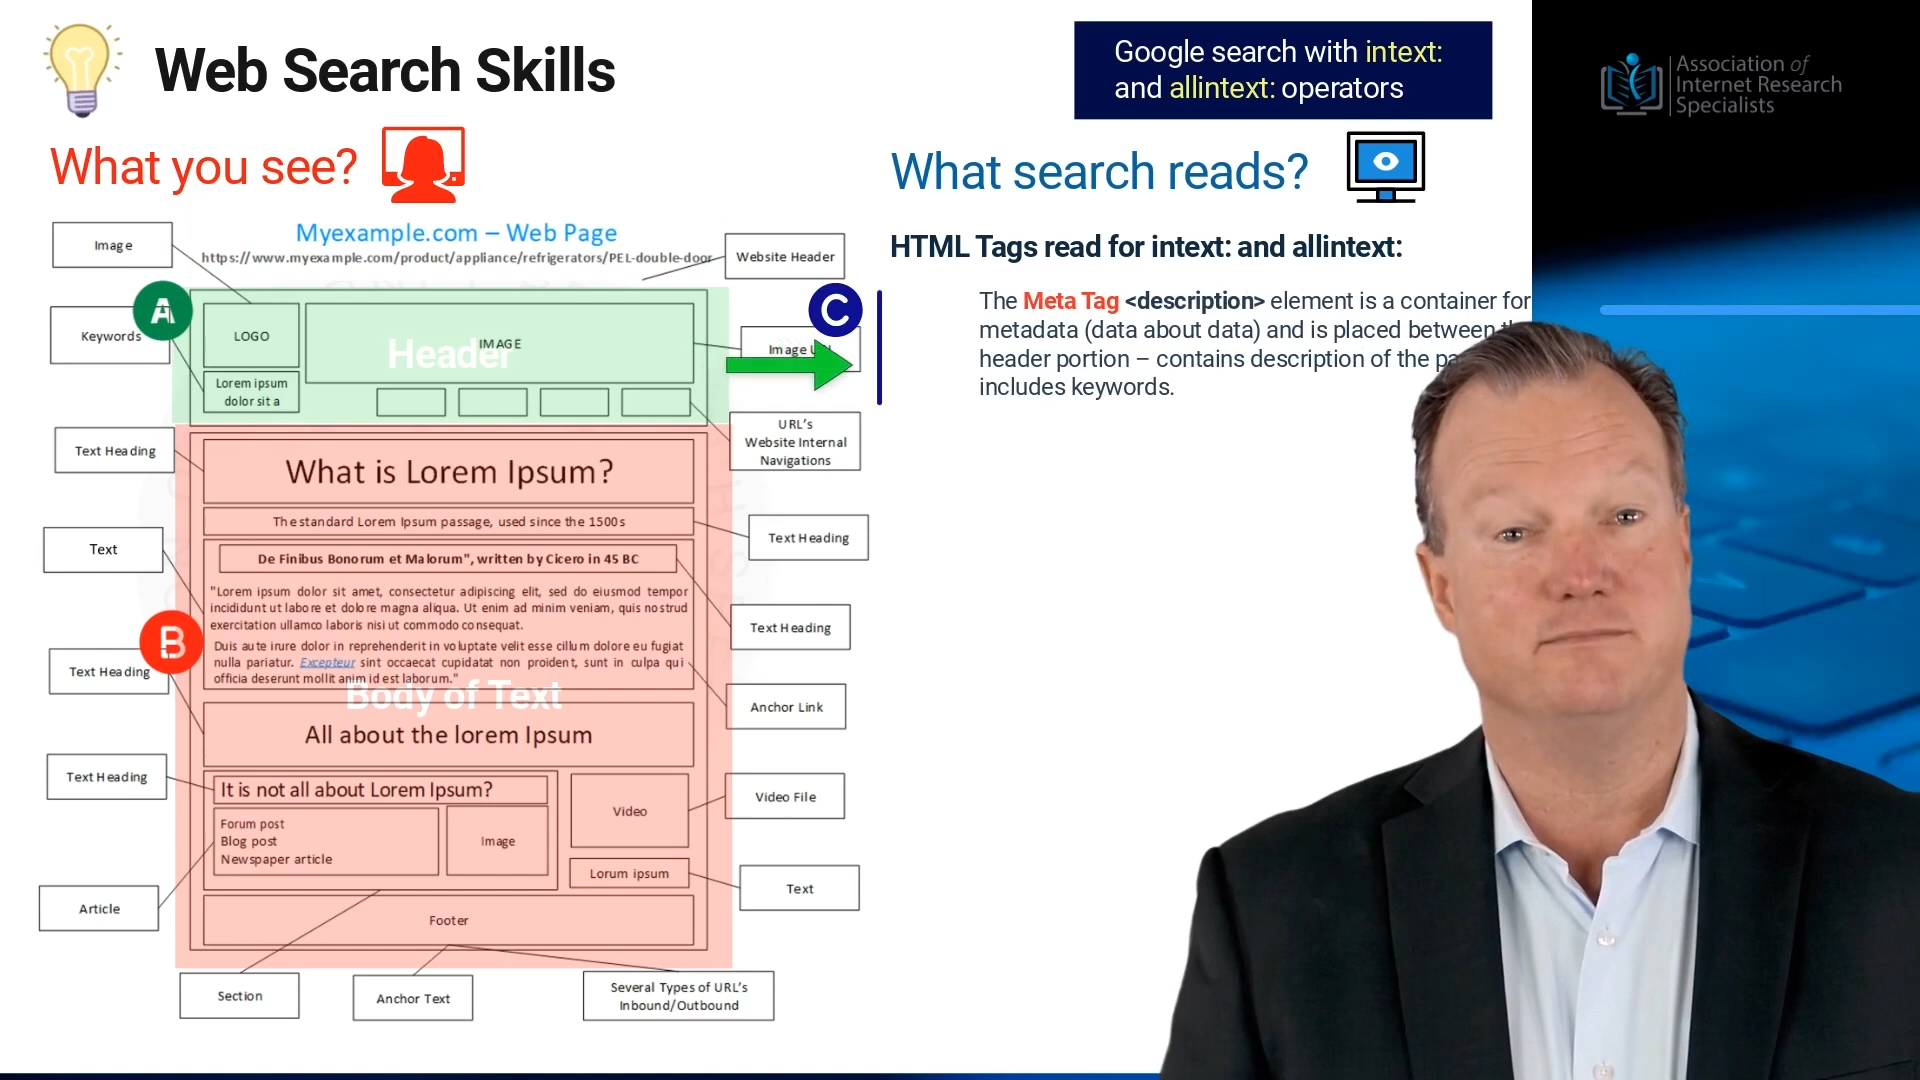 Web Search Skills
Google search with intext:
and allintext: operators
Association of
Internet Research
Specialists
What you see?
What search reads?
Myexample.com – Web Page
https://www.myexample.com/product/appliance/refrigerators/PEL-double-door
Image
Website Header
HTML Tags read for intext: and allintext:
A
Keywords
LOGO
IMAGE
Header
Lorem ipsum
dolor sit a
C
Image
The Meta Tag <description> element is a container for
metadata (data about data) and is placed between
header portion – contains description of the
includes keywords.
URL's
Website Internal
Navigations
Text Heading
What is Lorem Ipsum?
The standard Lorem Ipsum passage, used since the 1500s
Text Heading
Text
De Finibus Bonorum et Malorum", written by Cicero in 45 BC
"Lorem ipsum dolor sit amet, consectetur adipiscing elit, sed do eiusmod tempor
incididunt ut labore et dolore magna aliqua. Ut enim ad minim veniam, quis nostrud
exercitation ullamco laboris nisi ut commodo consequat.
Text Heading
B
Duis aute irure dolor in reprehenderit in voluptate velit esse cillum dolore eu fugiat
nulla pariatur. Excepteur sint occaecat cupidatat non proident, sunt in culpa qui
officia deserunt mollit anim id est laborum."
Text Heading
Body of Text
Anchor Link
All about the lorem Ipsum
Text Heading
It is not all about Lorem Ipsum?
Forum post
Blog post
Newspaper article
Image
Video
Video File
Lorum ipsum
Text
Article
Footer
Section
Anchor Text
Several Types of URL's
Inbound/Outbound